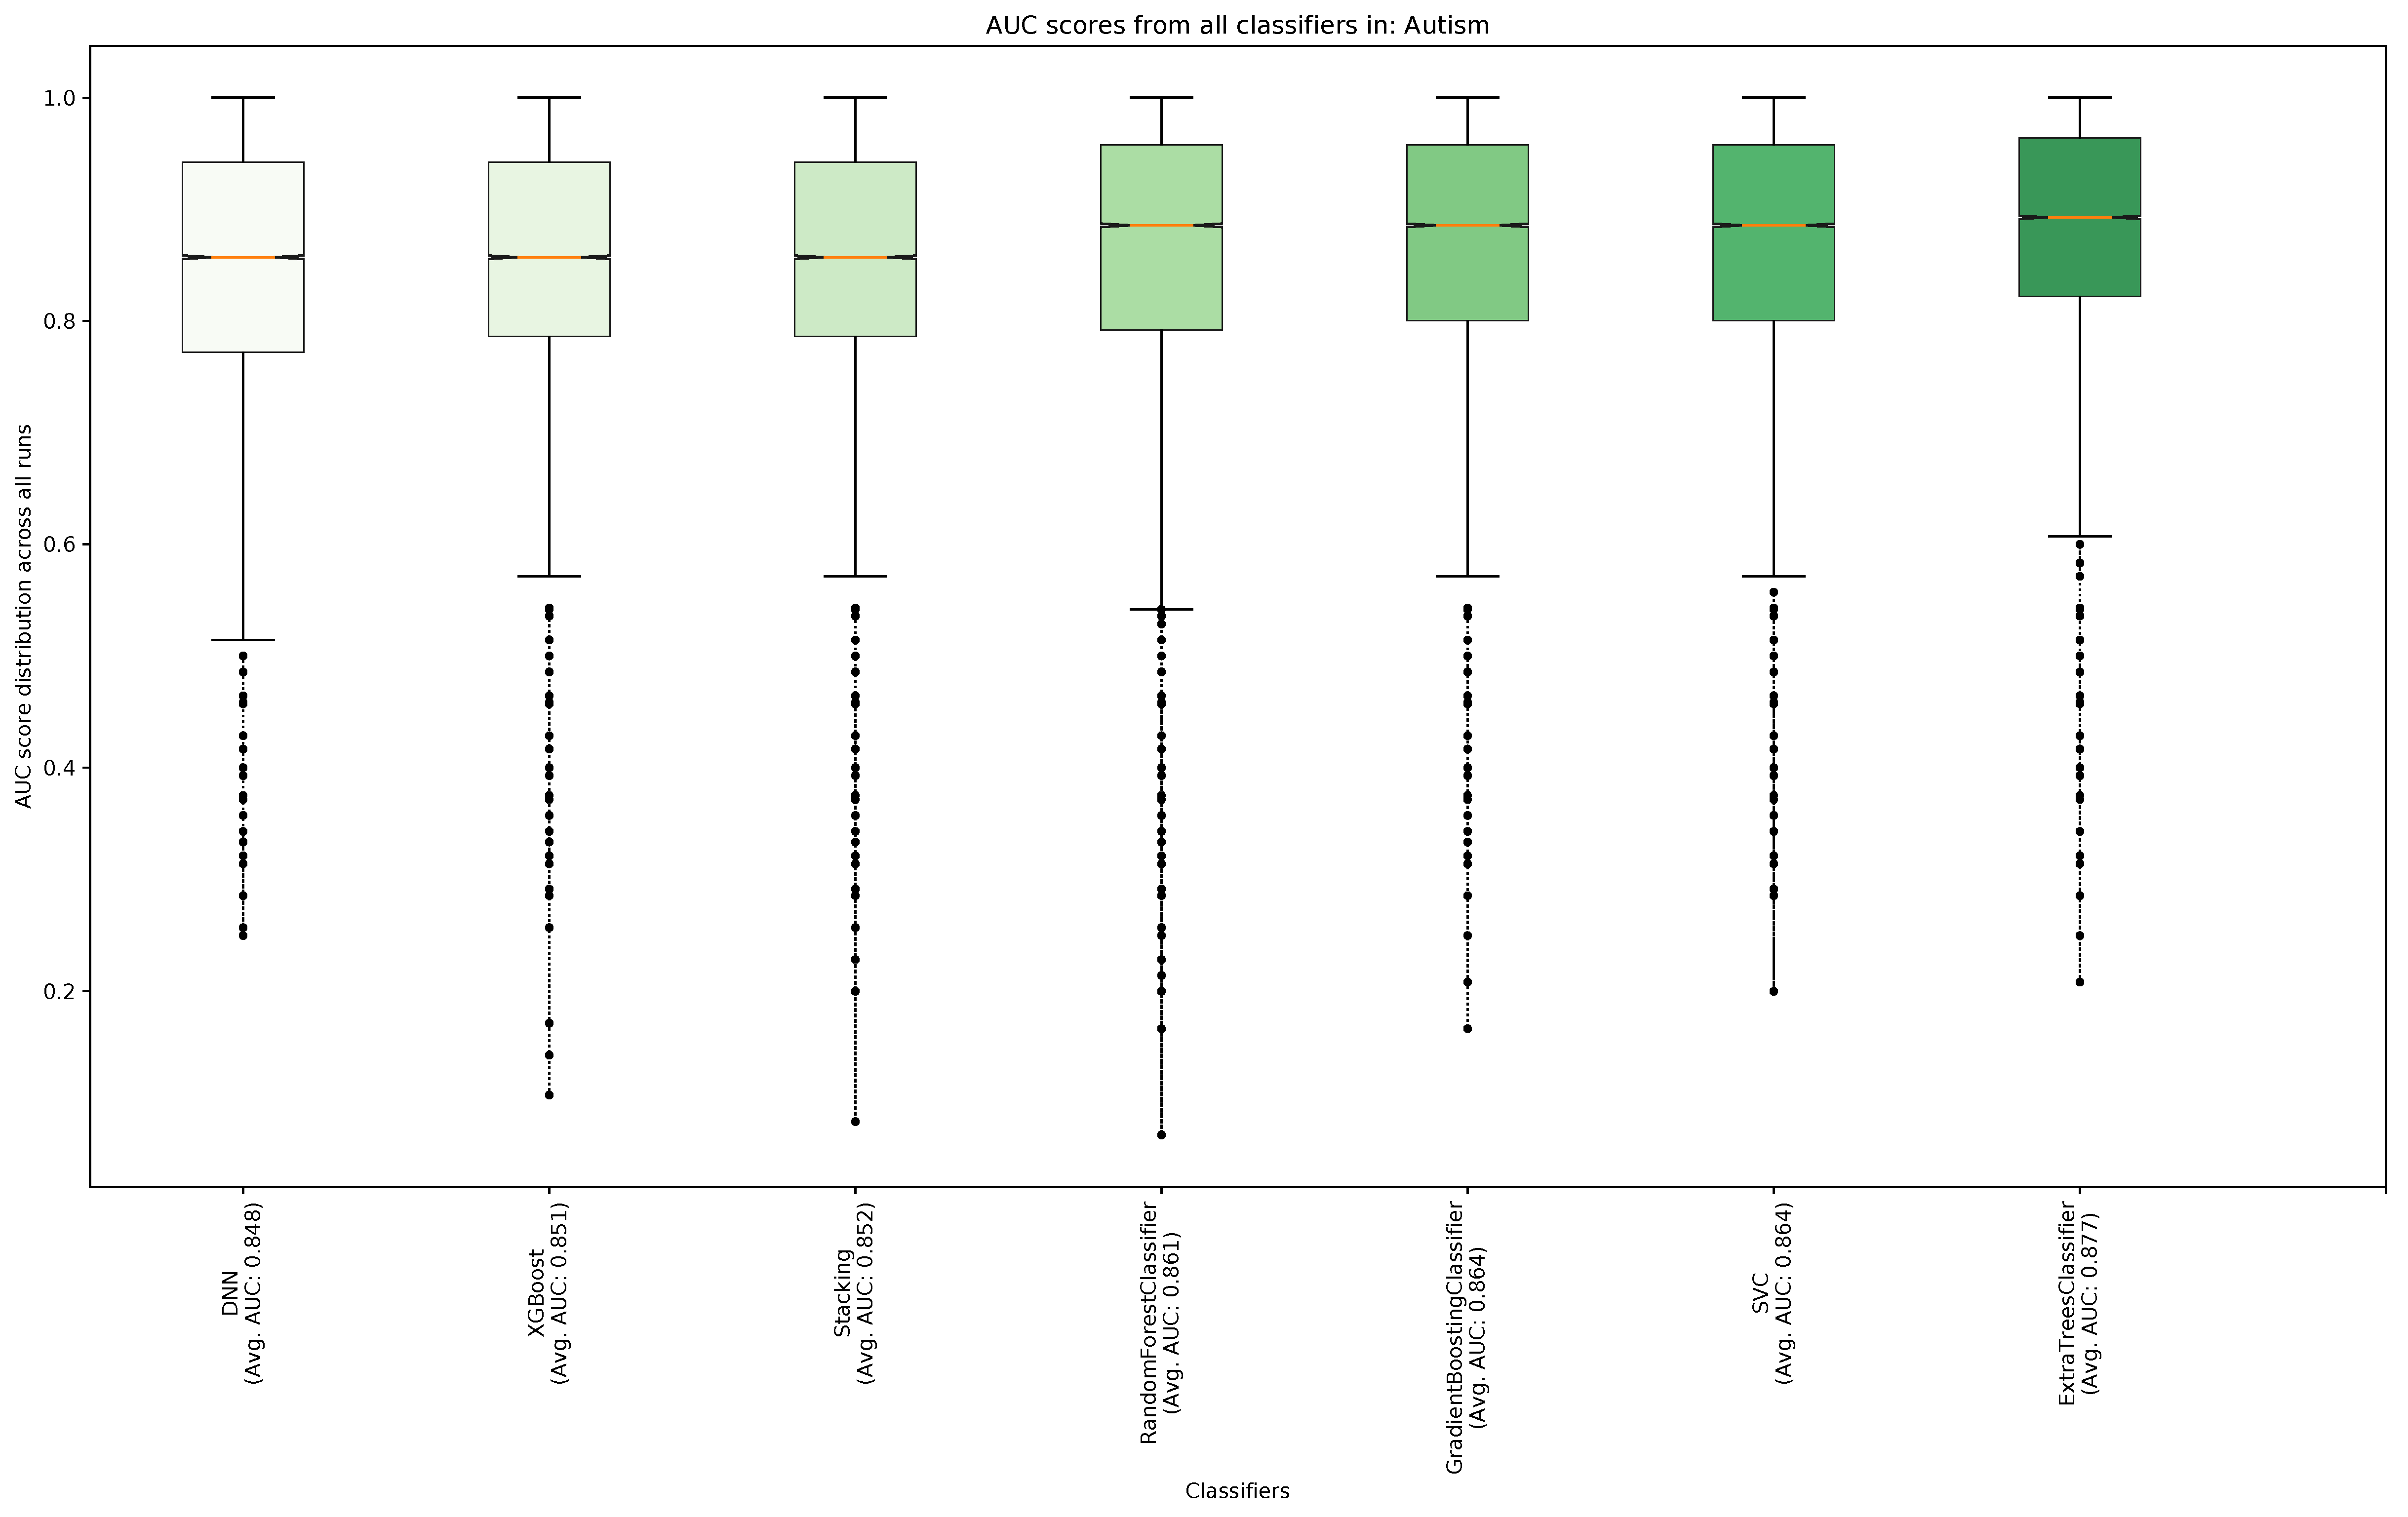 AUC scores from all classifiers in: Autism
AUC score distribution across all runs
1.0
0.8
0.6
0.4
0.2
DNN
(Avg. AUC: 0.848)
XGBoost
(Avg. AUC: 0.851)
Stacking
(Avg. AUC: 0.852)
RandomForestClassifier
(Avg. AUC: 0.861)
GradientBoostingClassifier
(Avg. AUC: 0.864)
SVC
(Avg. AUC: 0.864)
ExtraTreesClassifier
(Avg. AUC: 0.877)
Classifiers